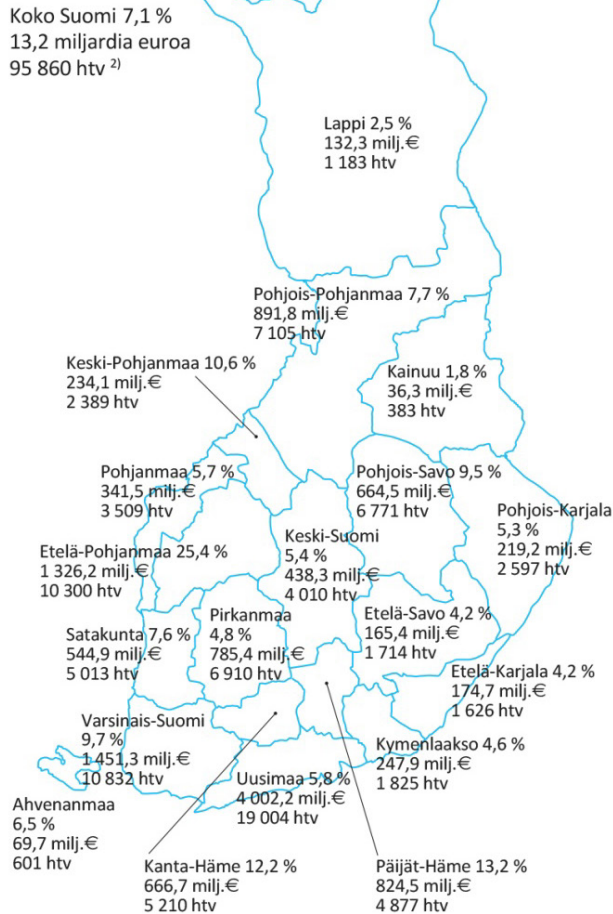 Koko Suomi 7,1 %
13,2 miljardia euroa
95 860 htv 2)
Lappi 2,5 %
132,3 milj.€
1 183 htv
Pohjois-Pohjanmaa 7,7 %
891,8 milj.€
7 105 htv
Keski-Pohjanmaa 10,6 %
234,1 milj.€
2 389 htv
Kainuu 1,8 %
36,3 milj.€
383 htv
Pohjanmaa 5,7 %
341,5 milj.€
3 509 htv
Pohjois-Savo 9,5 %
664,5 milj.€
6 771 htv
Pohjois-Karjala
5,3 %
219,2 milj.€
2 597 htv
Etelä-Pohjanmaa 25,4 %
1 326,2 milj.€
10 300 htv
Keski-Suomi
5,4 %
438,3 milj.€
4 010 htv
Satakunta 7,6 %
544,9 milj.€
5 013 htv
Pirkanmaa
4,8 %
785,4 milj.€
6 910 htv
Etelä-Savo 4,2 %
165,4 milj.€
1 714 htv
Etelä-Karjala 4,2 %
174,7 milj.€
1 626 htv
Varsinais-Suomi
9,7 %
1 451,3 milj.€
10 832 htv
Kymenlaakso 4,6 %
247,9 milj.€
1 825 htv
Uusimaa 5,8 %
4 002,2 milj.€
19 004 htv
Ahvenanmaa
6,5 %
69,7 milj.€
601 htv
Kanta-Häme 12,2 %
666,7 milj.€
5 210 htv
Päijät-Häme 13,2 %
824,5 milj.€
4 877 htv